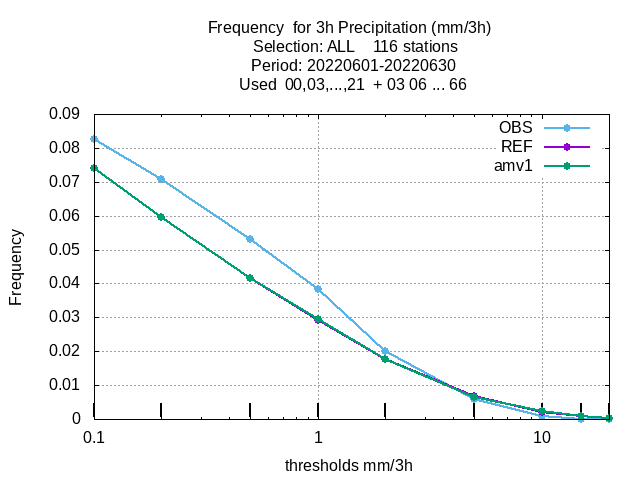 Frequency  for 3h Precipitation (mm/3h)
Selection: ALL    116 stations
Period: 20220601-20220630
Used  00,03,...,21  + 03 06 ... 66
OBS
REF
amv1
0.09
0.08
0.07
0.06
0.05
0.04
0.03
0.02
0.01
0
Frequency
0.1 1 10
thresholds mm/3h